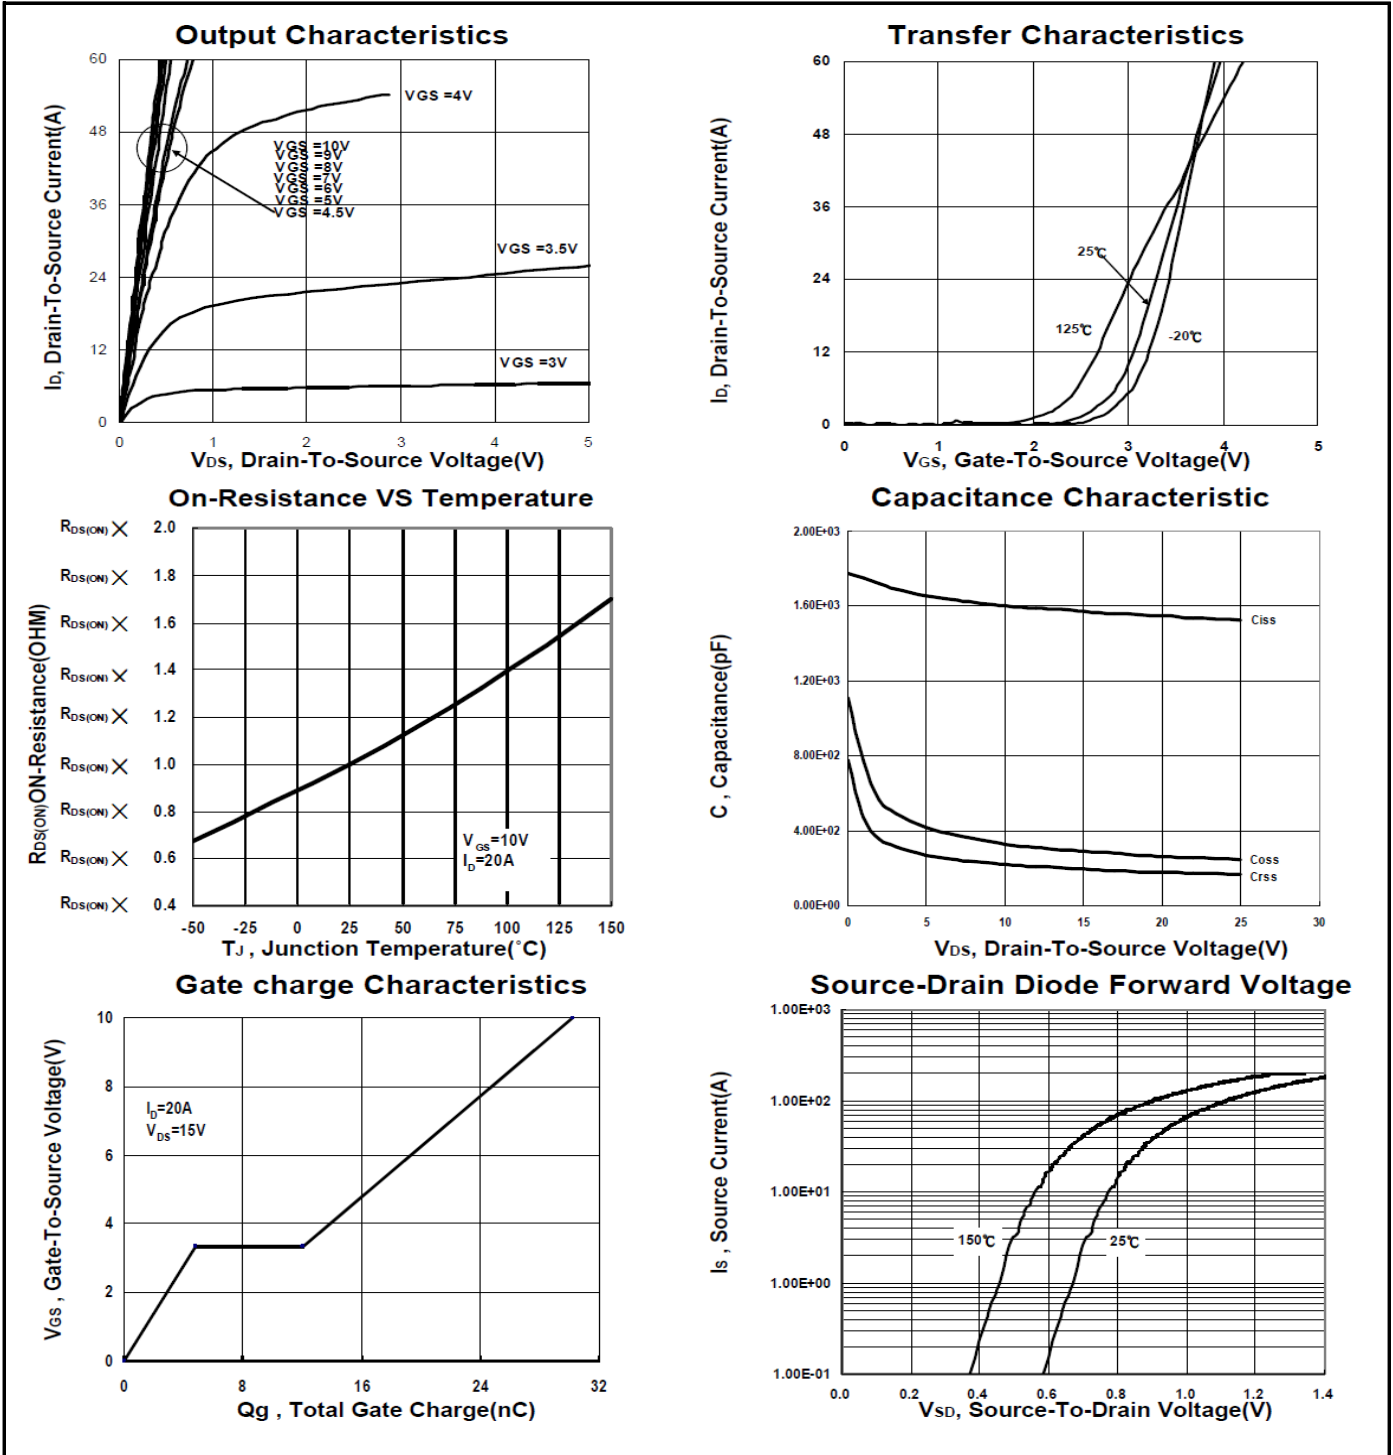 Output Characteristics
ID, Drain-To-Source Current(A)
60
48
36
24
12
0
VGS =4V
VGS =10V
VGS =9V
VGS =8V
VGS =7V
VGS =6V
VGS =5V
VGS =4.5V
VGS =3.5V
VGS =3V
0 1 2 3 4 5
VDS, Drain-To-Source Voltage(V)
Transfer Characteristics
ID, Drain-To-Source Current(A)
60
48
36
24
12
0
25℃
125℃
-20℃
0 1 2 3 4 5
VGS, Gate-To-Source Voltage(V)
On-Resistance VS Temperature
RDS(ON)ON-Resistance(OHM)
RDS(ON) × 2.0
RDS(ON) × 1.8
RDS(ON) × 1.6
RDS(ON) × 1.4
RDS(ON) × 1.2
RDS(ON) × 1.0
RDS(ON) × 0.8
RDS(ON) × 0.6
RDS(ON) × 0.4
VGS=10V
ID=20A
-50 -25 0 25 50 75 100 125 150
TJ , Junction Temperature(˚C)
Capacitance Characteristic
C , Capacitance(pF)
2.00E+03
1.60E+03
1.20E+03
8.00E+02
4.00E+02
0.00E+00
Ciss
Coss
Crss
0 5 10 15 20 25 30
VDS, Drain-To-Source Voltage(V)
Gate charge Characteristics
VGS , Gate-To-Source Voltage(V)
10
8
6
4
2
0
ID=20A
VDS=15V
0 8 16 24 32
Qg , Total Gate Charge(nC)
Source-Drain Diode Forward Voltage
IS , Source Current(A)
1.00E+03
1.00E+02
1.00E+01
1.00E+00
1.00E-01
150℃
25℃
0.0 0.2 0.4 0.6 0.8 1.0 1.2 1.4
VSD, Source-To-Drain Voltage(V)